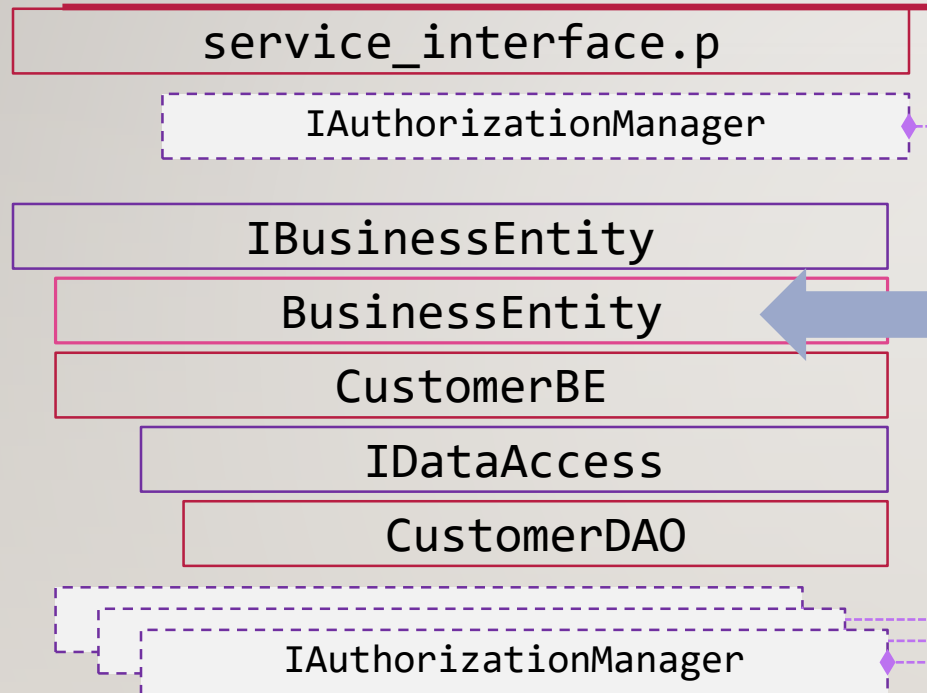 service_interface.p
IAuthorizationManager
IBusinessEntity
BusinessEntity
CustomerBE
IDataAccess
CustomerDAO
IAuthorizationManager